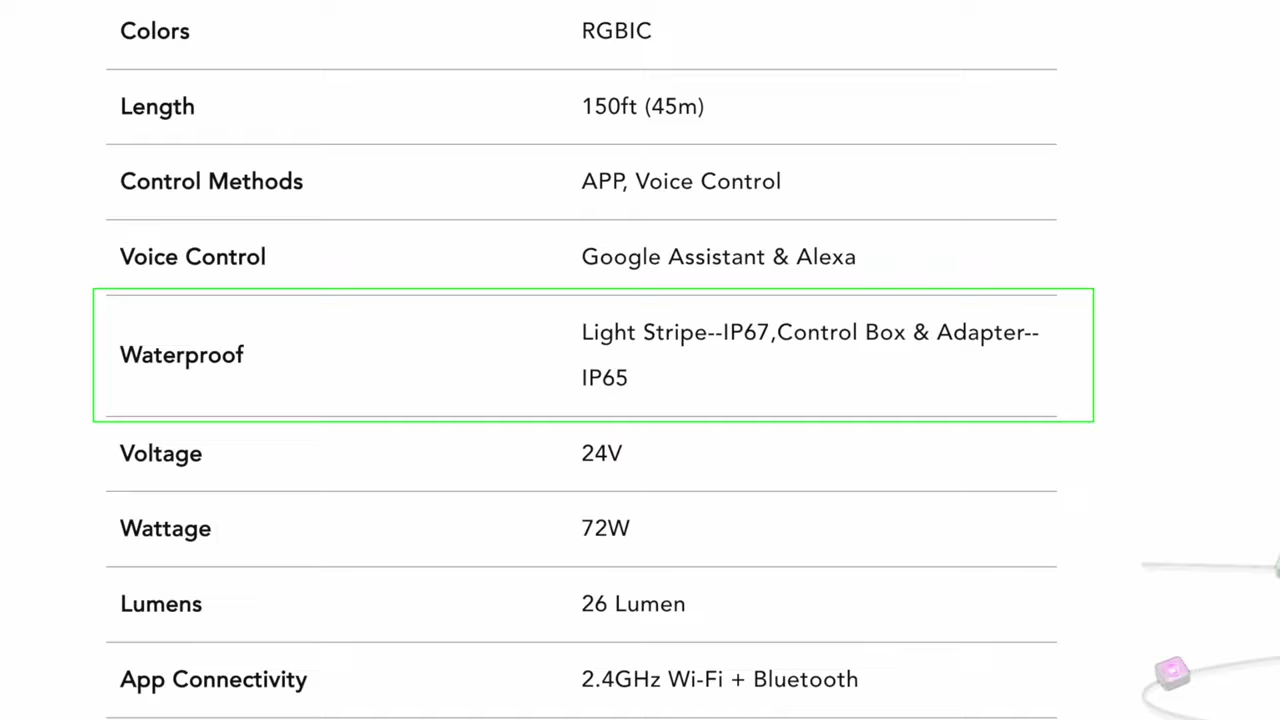 Colors RGBIC
Length 150ft (45m)
Control Methods APP, Voice Control
Voice Control Google Assistant & Alexa
Waterproof Light Stripe--IP67,Control Box & Adapter--
IP65
Voltage 24V
Wattage 72W
Lumens 26 Lumen
App Connectivity 2.4GHz Wi-Fi + Bluetooth